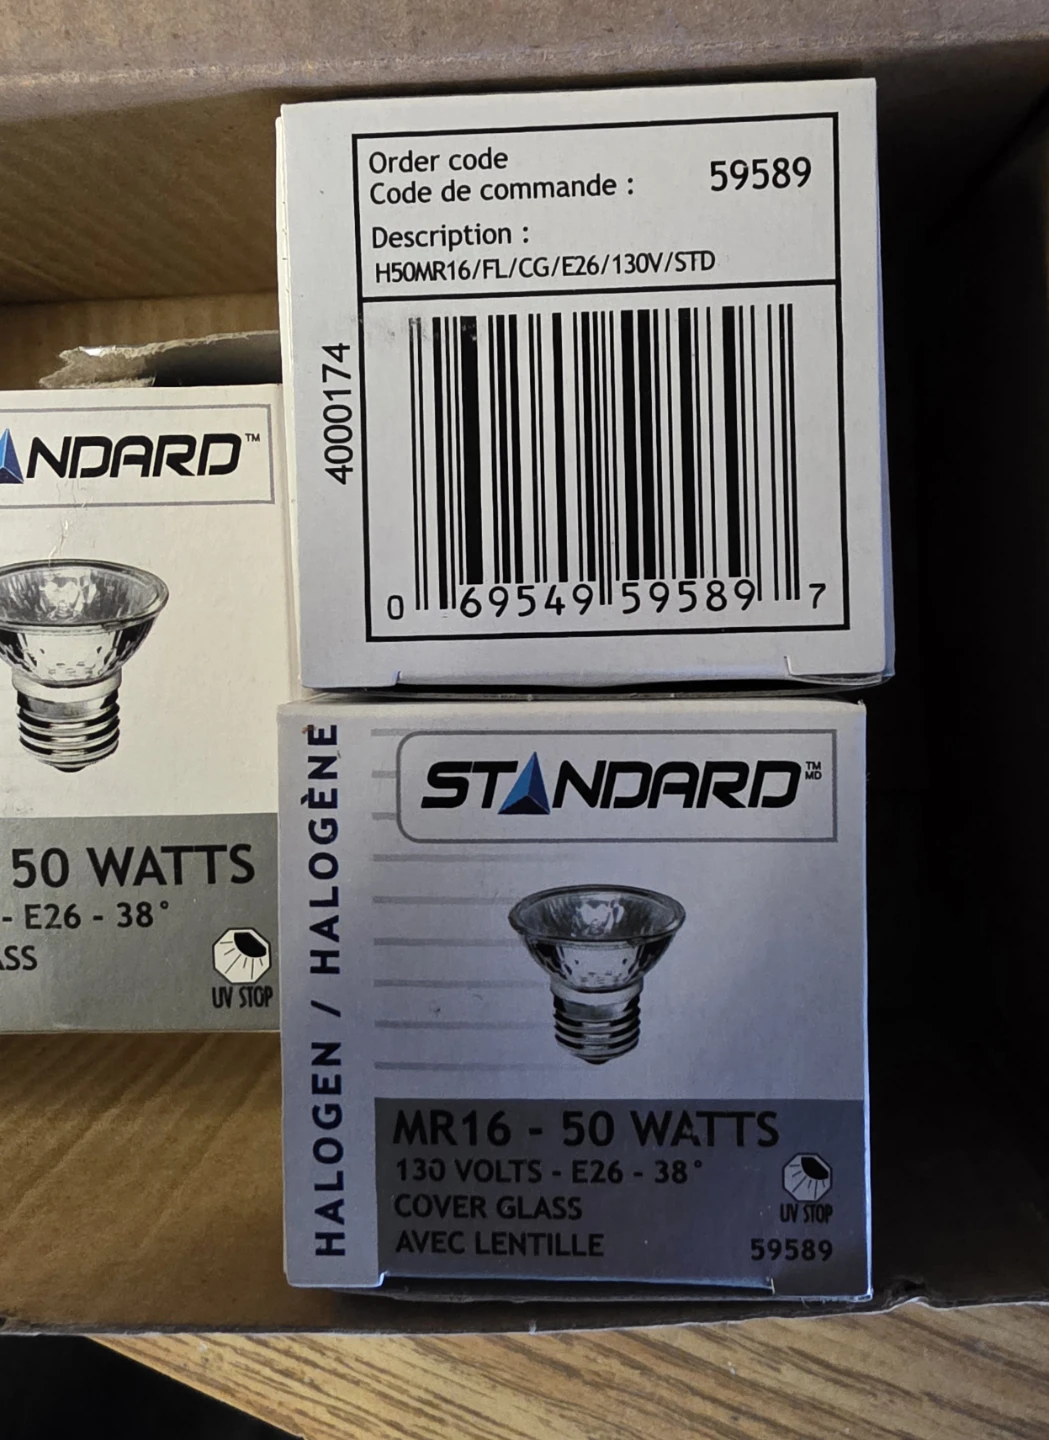 Order code
Code de commande : 59589
Description :
H50MR16/FL/CG/E26/130V/STD
4000174
0 69549 59589 7
NDARD™
50 WATTS
- E26 - 38°
UV STOP
HALOGEN / HALOGÈNE
STANDARD TM MD
MR16 - 50 WATTS
130 VOLTS - E26 - 38°
COVER GLASS
AVEC LENTILLE
UV STOP
59589